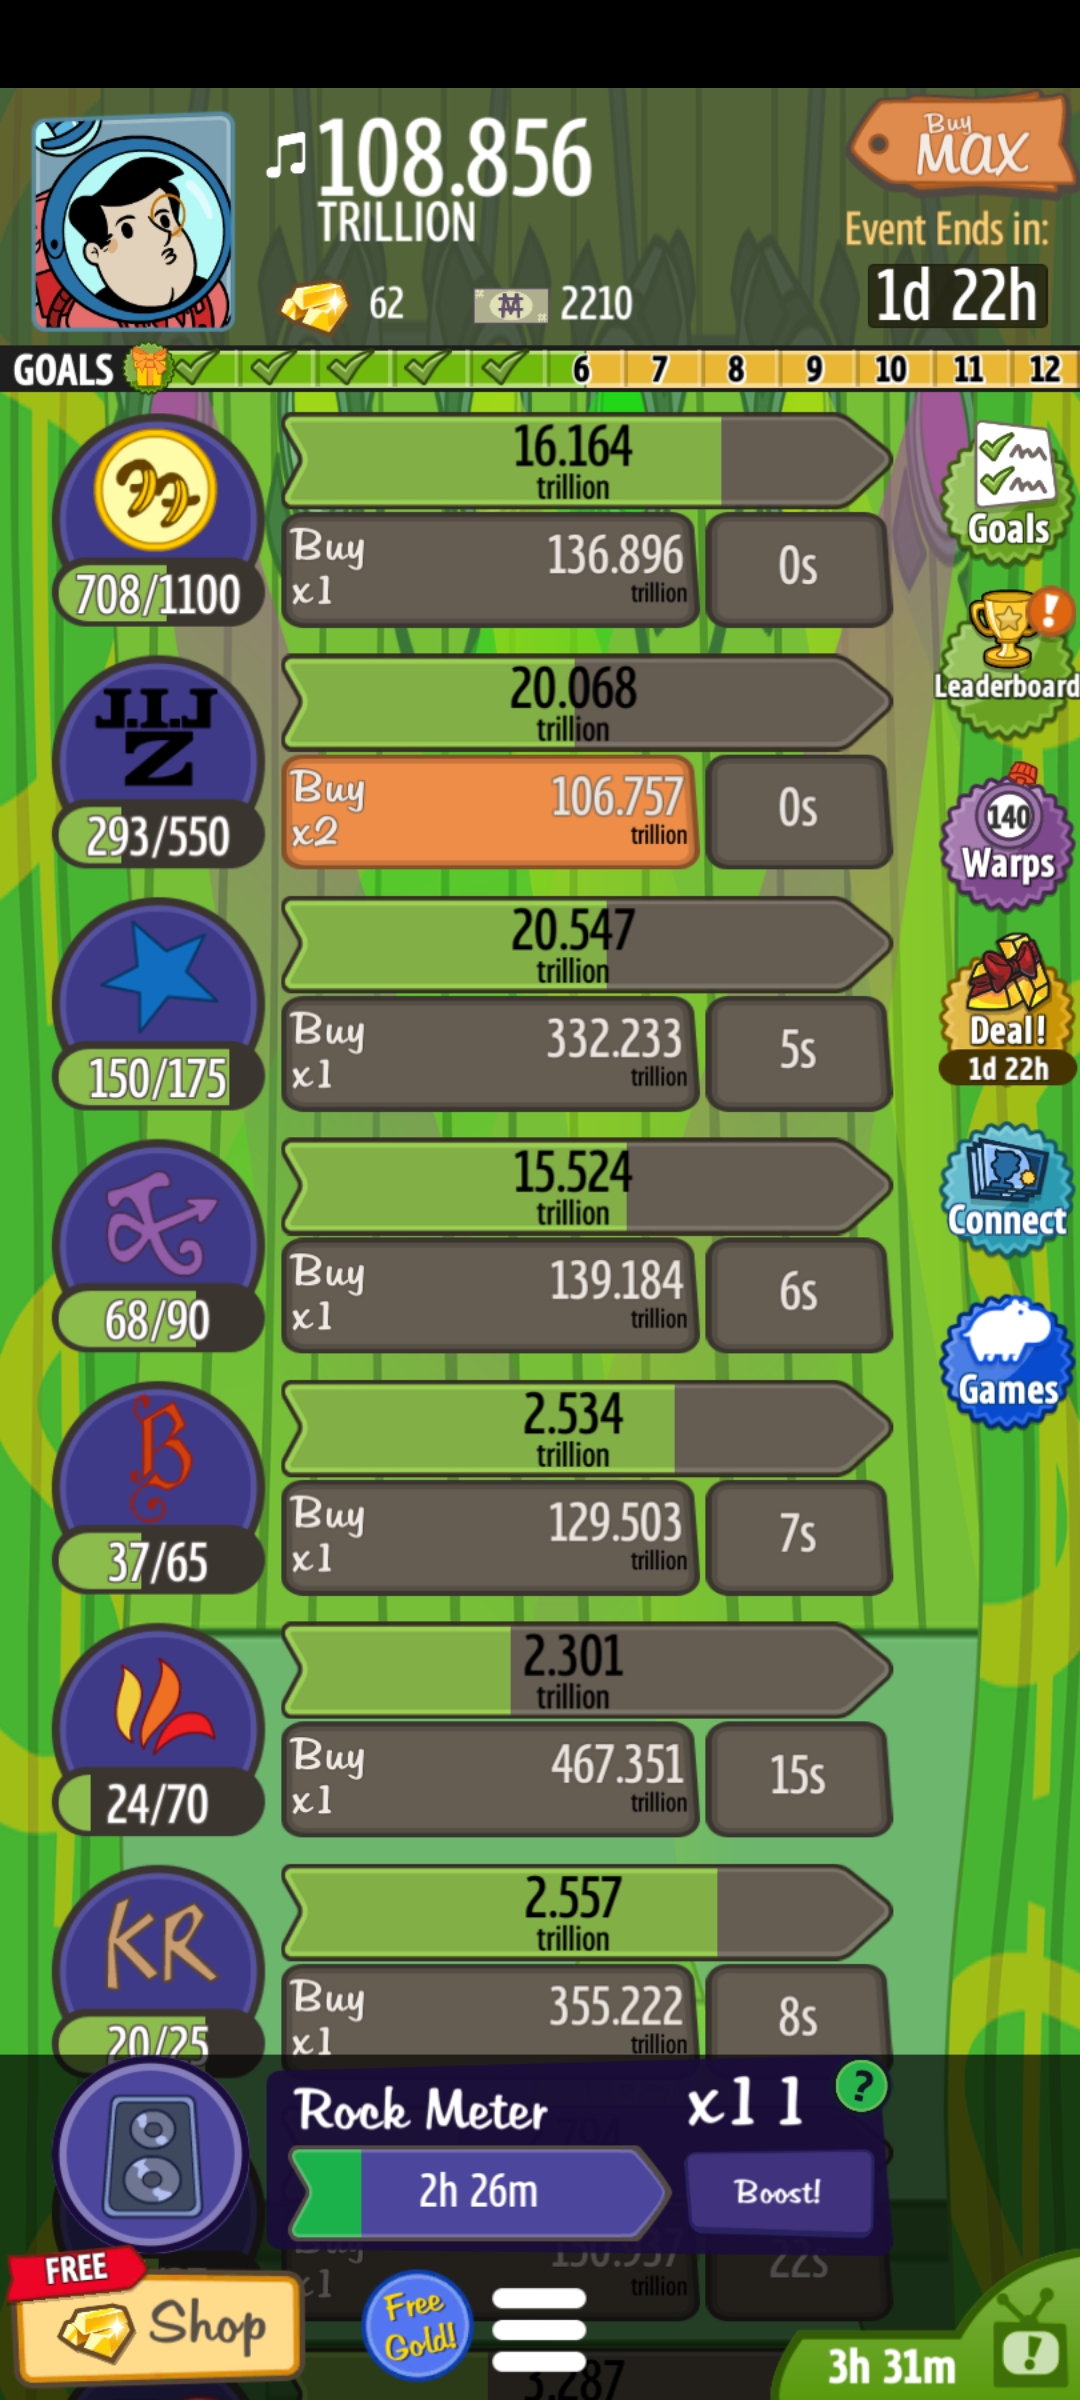 108.856
TRILLION
Buy
MAX
Event Ends in:
62
2210
1d 22h
GOALS
6
7
8
9
10
11
12
16.164
trillion
Buy
x1
136.896
trillion
0s
708/1100
Goals
J.I.J
Z
20.068
trillion
Buy
x2
106.757
trillion
0s
293/550
Leaderboard
20.547
trillion
Buy
x1
332.233
trillion
5s
150/175
140
Warps
Deal!
1d 22h
15.524
trillion
Buy
x1
139.184
trillion
6s
68/90
Connect
B
2.534
trillion
Buy
x1
129.503
trillion
7s
37/65
Games
2.301
trillion
Buy
x1
467.351
trillion
15s
24/70
KR
2.557
trillion
Buy
x1
355.222
trillion
8s
20/25
Rock Meter
x11
?
2h 26m
Boost!
Buy
x1
150.937
trillion
22s
FREE
Shop
Free
Gold!
3.287
3h 31m